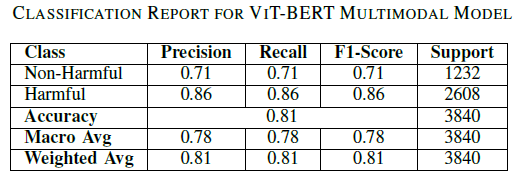 CLASSIFICATION REPORT FOR VIT-BERT MULTIMODAL MODEL
Class Precision Recall F1-Score Support
Non-Harmful 0.71 0.71 0.71 1232
Harmful 0.86 0.86 0.86 2608
Accuracy 0.81 3840
Macro Avg 0.78 0.78 0.78 3840
Weighted Avg 0.81 0.81 0.81 3840